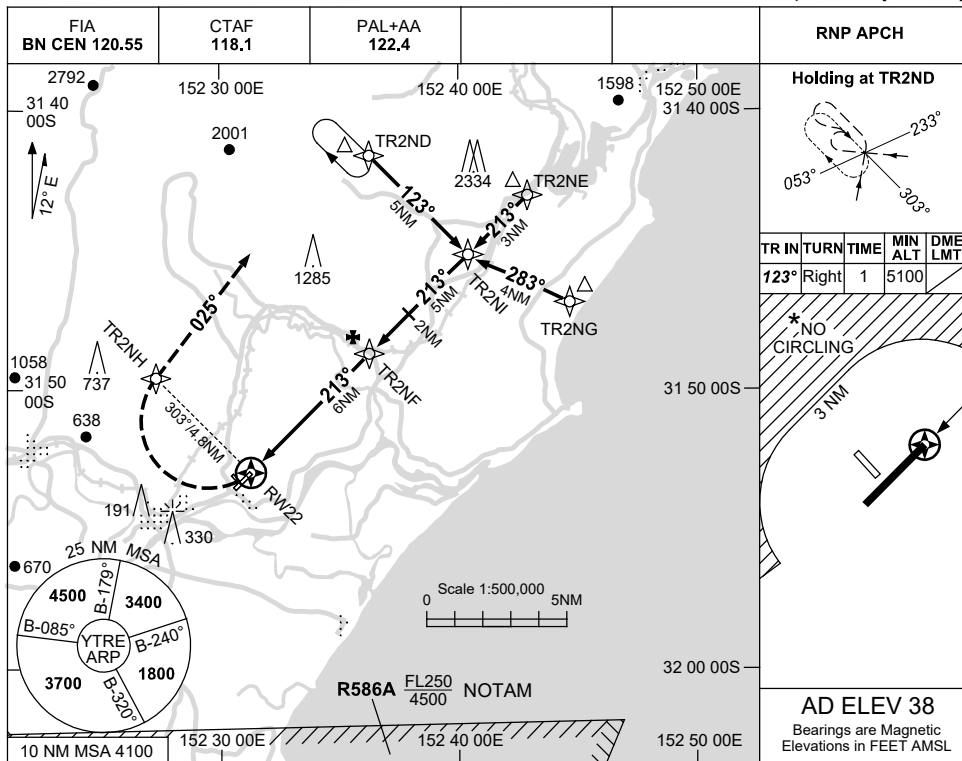 FIA
BN CEN 120.55
CTAF
118.1
PAL+AA
122.4
RNP APCH
2792
31 40
00S
152 30 00E
152 40 00E
1598
152 50 00E
31 40 00S
12° E
2001
TR2ND
2334
TR2NE
123°
5NM
213°
3NM
1285
TR2NI
283°
4NM
TR2NG
213°
5NM
2NM
025°
TR2NH
TR2NF
1058
31 50
00S
737
31 50 00S
638
303°/4.8NM
213°
6NM
RW22
191
330
670
25 NM MSA
4500
B-179°
3400
B-085°
YTRE
ARP
B-240°
3700
B-320°
1800
Scale 1:500,000
0
5NM
32 00 00S
R586A FL250 NOTAM
4500
10 NM MSA 4100
152 30 00E
152 40 00E
152 50 00E
Holding at TR2ND
233°
053°
303°
TR IN TURN TIME MIN ALT DME LMT
123° Right 1 5100
*NO
CIRCLING
3 NM
AD ELEV 38
Bearings are Magnetic
Elevations in FEET AMSL